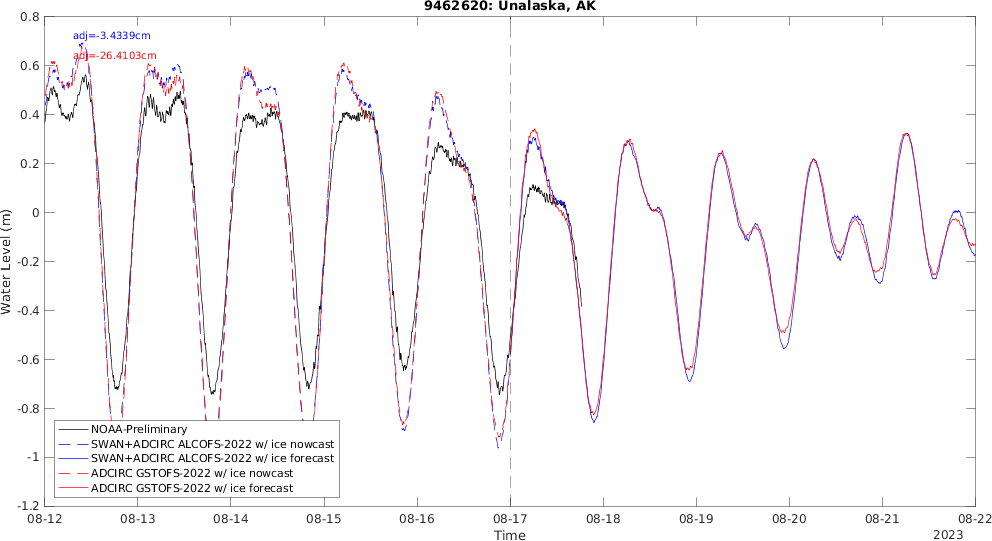 9462620: Unalaska, AK
adj=-3.4339cm
adj=-26.4103cm
0.8
0.6
0.4
0.2
0
-0.2
-0.4
-0.6
-0.8
-1
-1.2
Water Level (m)
NOAA-Preliminary
SWAN+ADCIRC ALCOFS-2022 w/ ice nowcast
SWAN+ADCIRC ALCOFS-2022 w/ ice forecast
ADCIRC GSTOFS-2022 w/ ice nowcast
ADCIRC GSTOFS-2022 w/ ice forecast
08-12 08-13 08-14 08-15 08-16 08-17 08-18 08-19 08-20 08-21 08-22
Time
2023